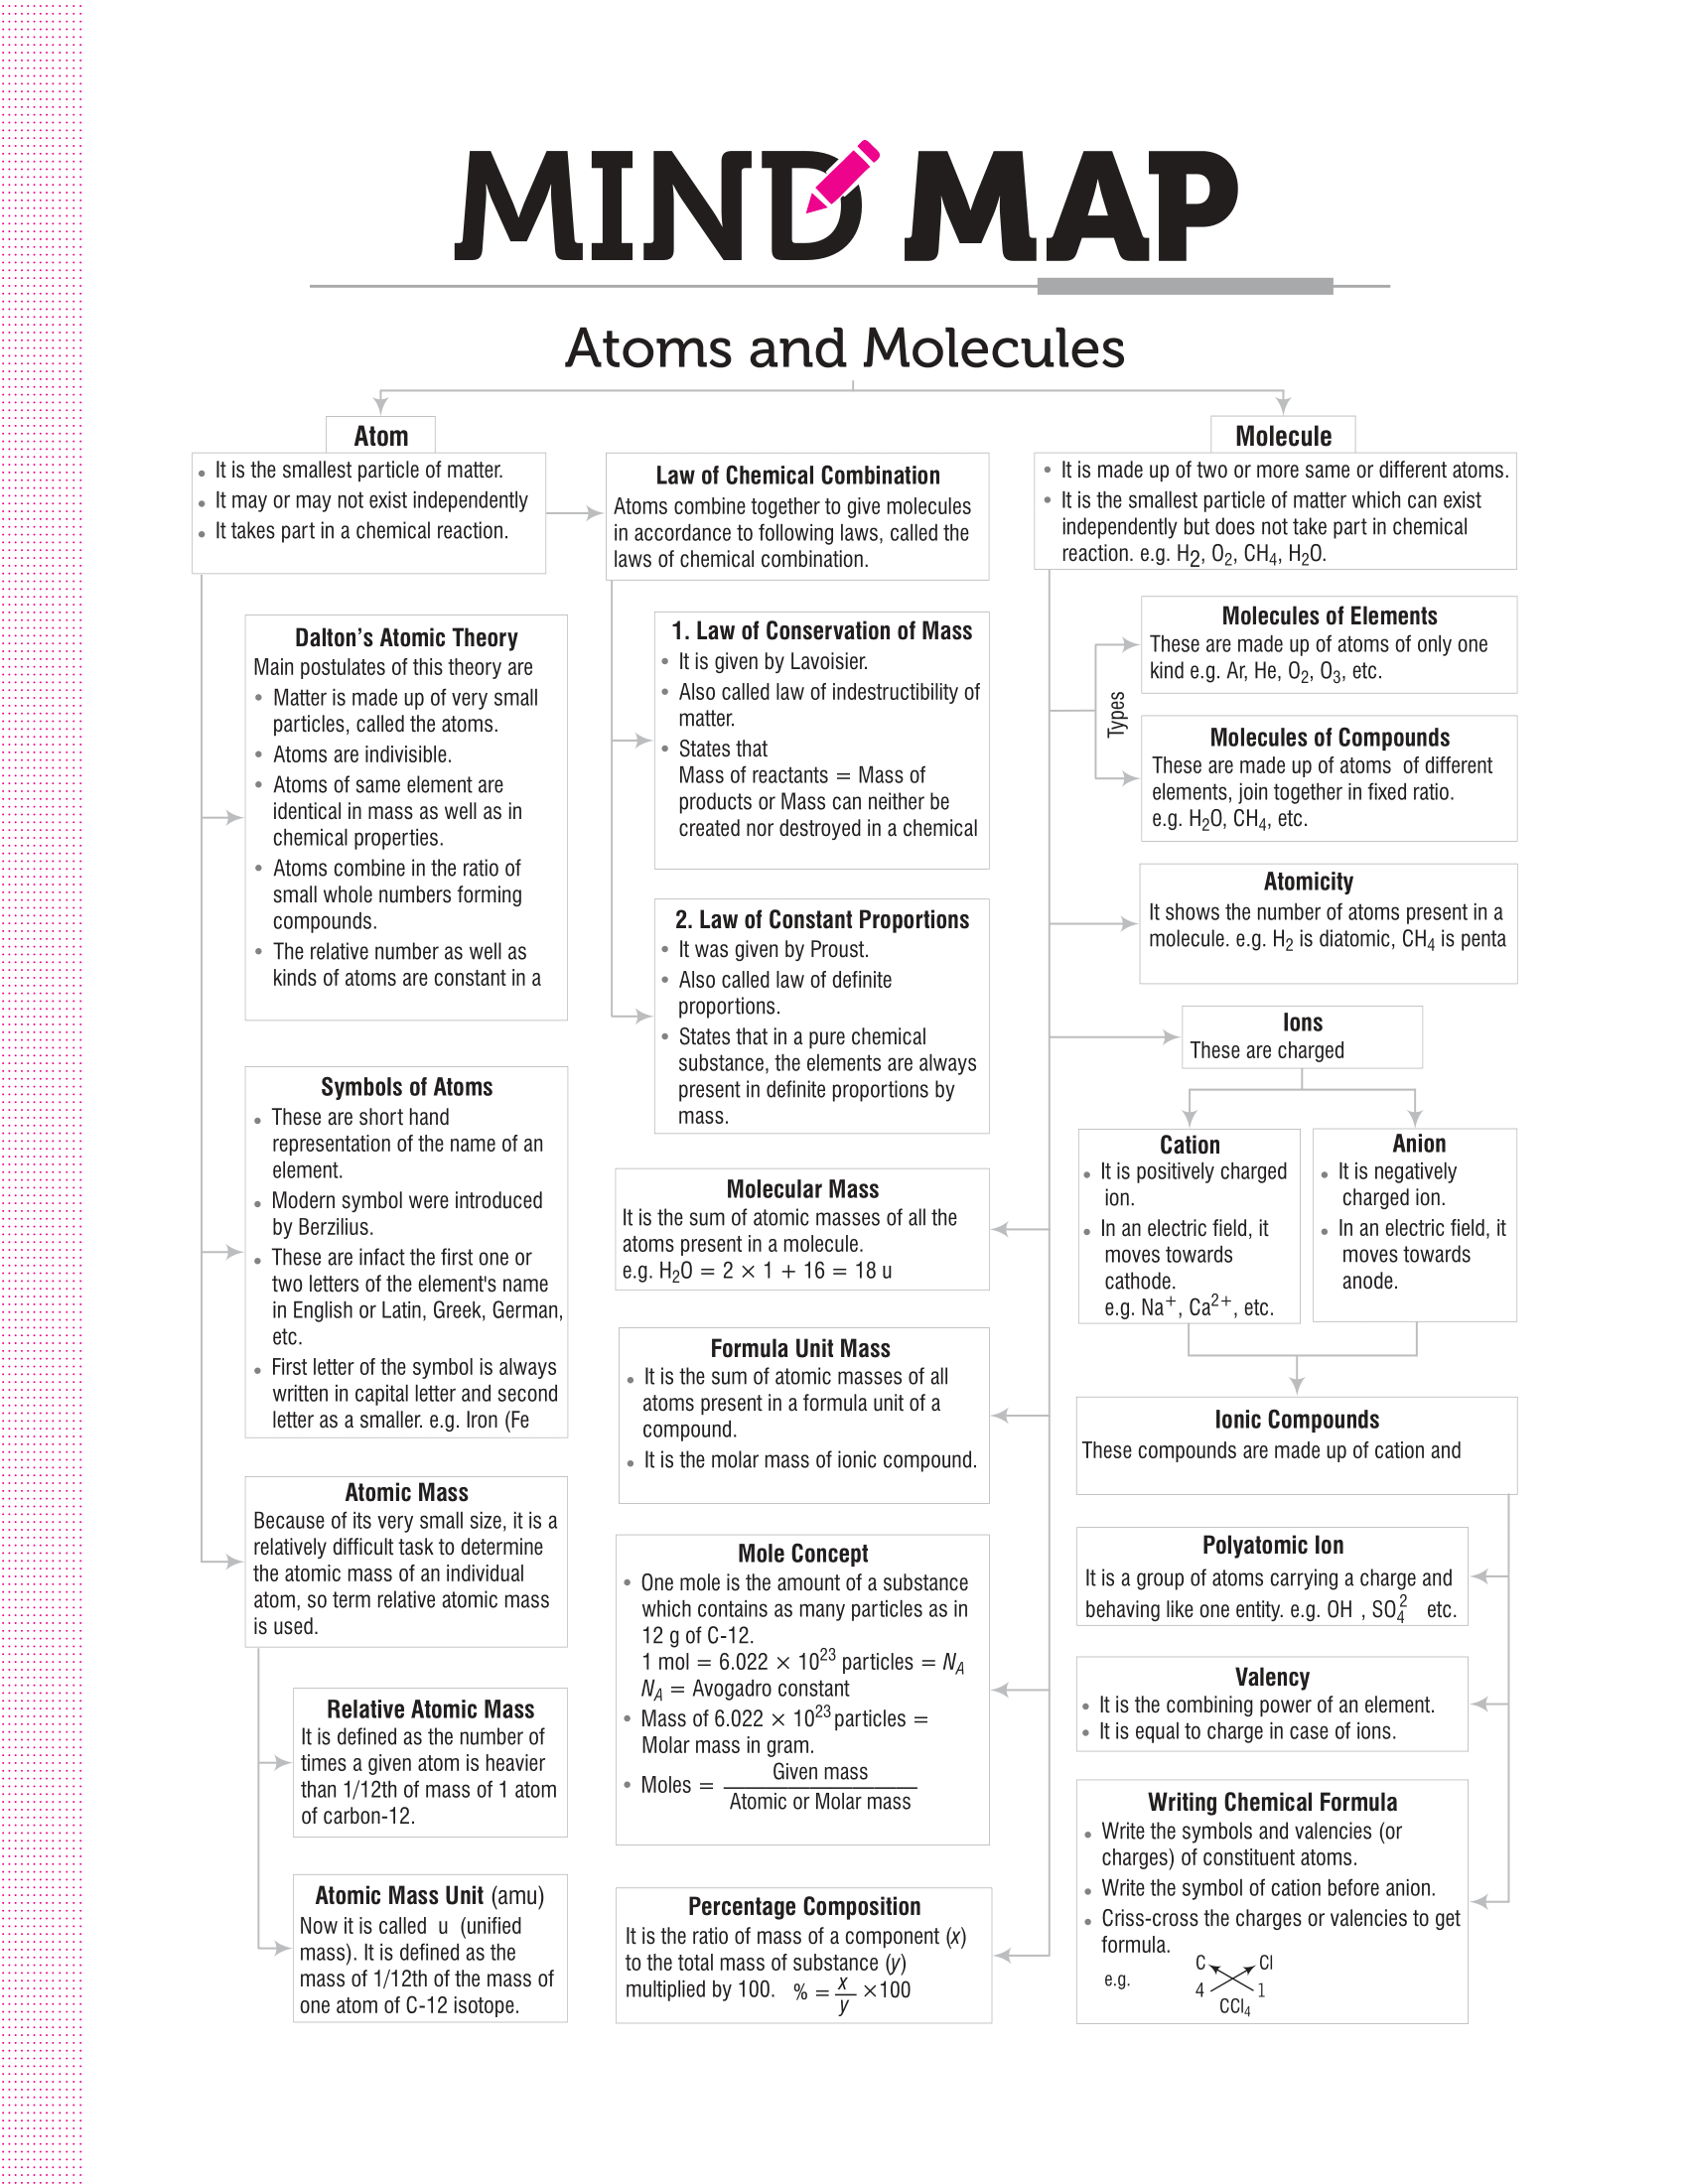 MIND MAP
Atoms and Molecules
Atom
• It is the smallest particle of matter.
• It may or may not exist independently
• It takes part in a chemical reaction.
Dalton's Atomic Theory
Main postulates of this theory are
• Matter is made up of very small
particles, called the atoms.
• Atoms are indivisible.
• Atoms of same element are
identical in mass as well as in
chemical properties.
• Atoms combine in the ratio of
small whole numbers forming
compounds.
• The relative number as well as
kinds of atoms are constant in a
Symbols of Atoms
• These are short hand
representation of the name of an
element.
• Modern symbol were introduced
by Berzilius.
• These are infact the first one or
two letters of the element's name
in English or Latin, Greek, German,
etc.
• First letter of the symbol is always
written in capital letter and second
letter as a smaller. e.g. Iron (Fe
Atomic Mass
Because of its very small size, it is a
relatively difficult task to determine
the atomic mass of an individual
atom, so term relative atomic mass
is used.
Relative Atomic Mass
It is defined as the number of
times a given atom is heavier
than 1/12th of mass of 1 atom
of carbon-12.
Atomic Mass Unit (amu)
Now it is called u (unified
mass). It is defined as the
mass of 1/12th of the mass of
one atom of C-12 isotope.
Law of Chemical Combination
Atoms combine together to give molecules
in accordance to following laws, called the
laws of chemical combination.
1. Law of Conservation of Mass
• It is given by Lavoisier.
• Also called law of indestructibility of
matter.
• States that
Mass of reactants = Mass of
products or Mass can neither be
created nor destroyed in a chemical
2. Law of Constant Proportions
• It was given by Proust.
• Also called law of definite
proportions.
• States that in a pure chemical
substance, the elements are always
present in definite proportions by
mass.
Molecular Mass
It is the sum of atomic masses of all the
atoms present in a molecule.
e.g. H₂O = 2 × 1 + 16 = 18 u
Formula Unit Mass
• It is the sum of atomic masses of all
atoms present in a formula unit of a
compound.
• It is the molar mass of ionic compound.
Mole Concept
• One mole is the amount of a substance
which contains as many particles as in
12 g of C-12.
1 mol = 6.022 × 10²³ particles = N_A
N_A = Avogadro constant
• Mass of 6.022 × 10²³ particles =
Molar mass in gram.
• Moles = Given mass / Atomic or Molar mass
Percentage Composition
It is the ratio of mass of a component (x)
to the total mass of substance (y)
multiplied by 100. % = x/y ×100
Molecule
• It is made up of two or more same or different atoms.
• It is the smallest particle of matter which can exist
independently but does not take part in chemical
reaction. e.g. H2, O₂, CH₄, H₂O.
Types
Molecules of Elements
These are made up of atoms of only one
kind e.g. Ar, He, O₂, O₃, etc.
Molecules of Compounds
These are made up of atoms of different
elements, join together in fixed ratio.
e.g. H₂O, CH₄, etc.
Atomicity
It shows the number of atoms present in a
molecule. e.g. H₂ is diatomic, CH₄ is penta
Ions
These are charged
Cation
• It is positively charged
ion.
• In an electric field, it
moves towards
cathode.
e.g. Na⁺, Ca²⁺, etc.
Anion
• It is negatively
charged ion.
• In an electric field, it
moves towards
anode.
Ionic Compounds
These compounds are made up of cation and
Polyatomic Ion
It is a group of atoms carrying a charge and
behaving like one entity. e.g. OH , SO₄² etc.
Valency
• It is the combining power of an element.
• It is equal to charge in case of ions.
Writing Chemical Formula
• Write the symbols and valencies (or
charges) of constituent atoms.
• Write the symbol of cation before anion.
• Criss-cross the charges or valencies to get
formula.
e.g.
C Cl
4 1
CCl₄